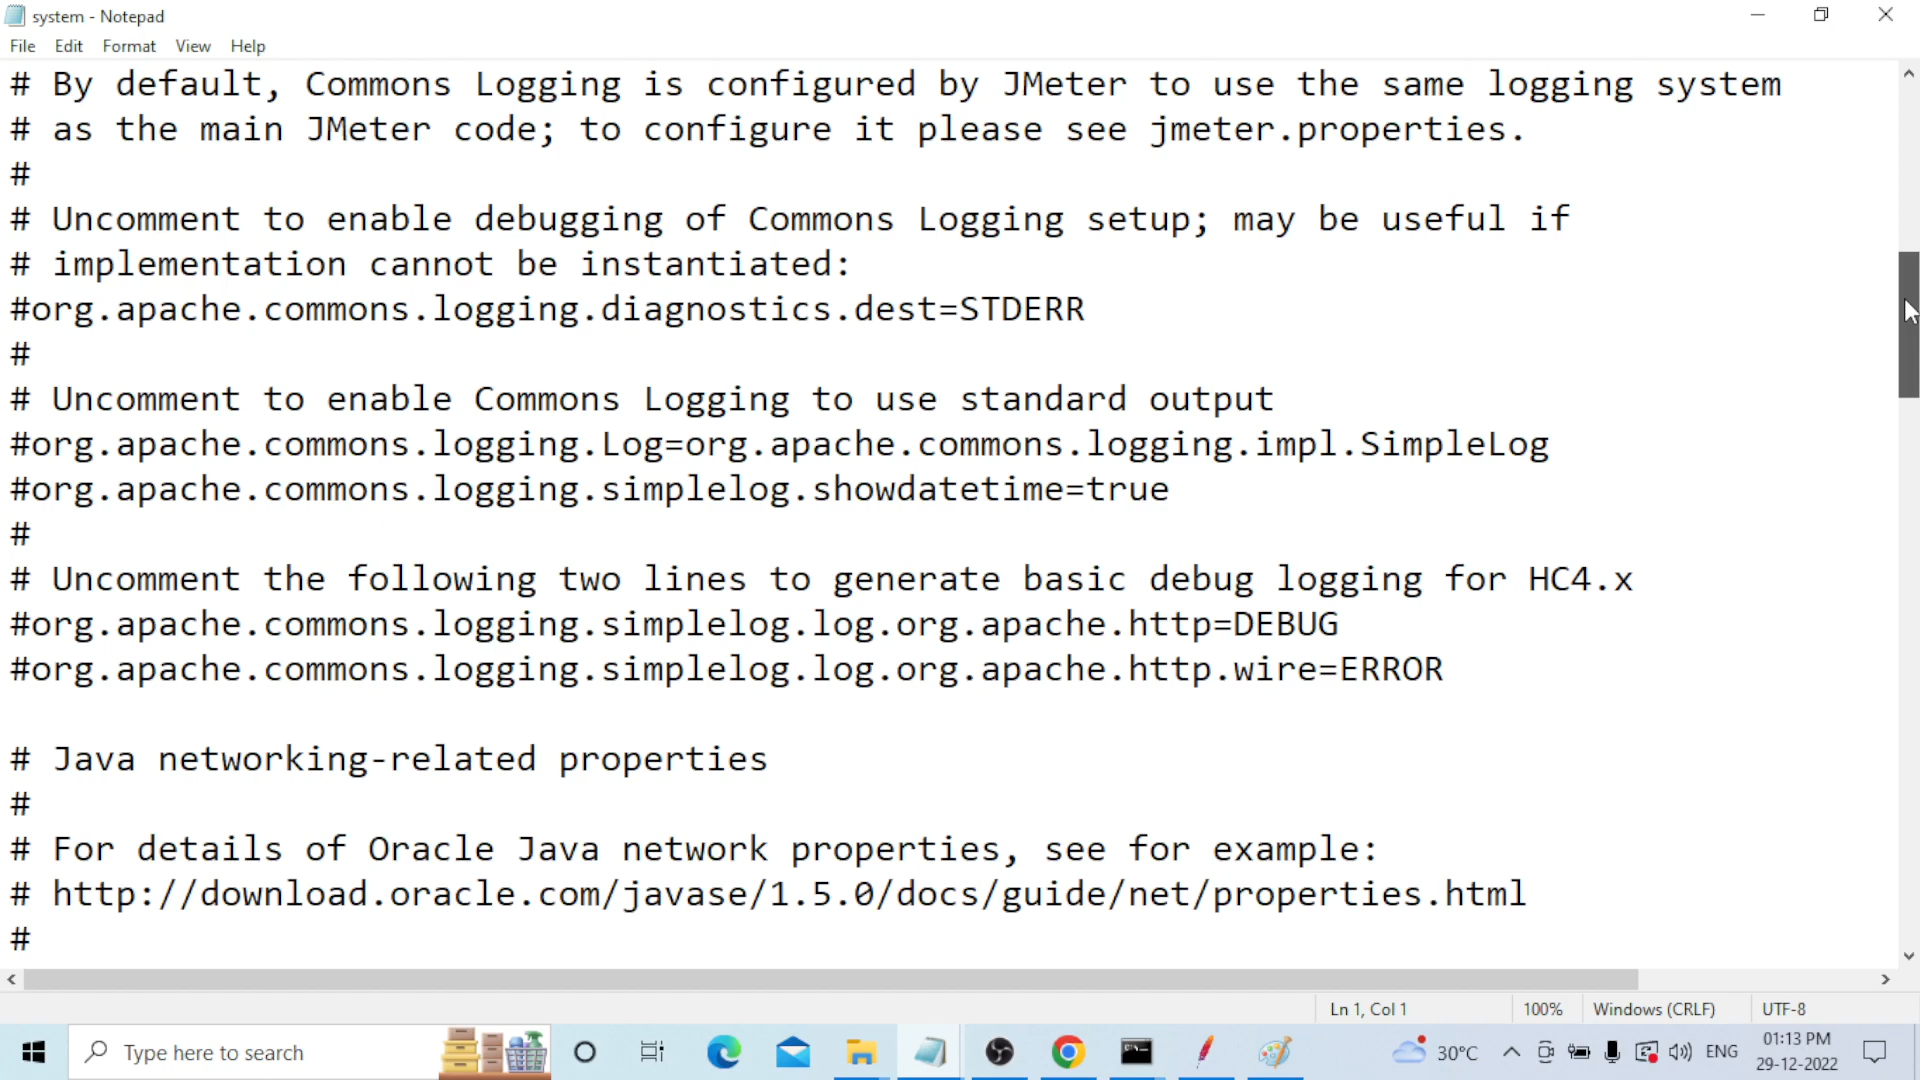 system - Notepad
File Edit Format View Help
# By default, Commons Logging is configured by JMeter to use the same logging system
# as the main JMeter code; to configure it please see jmeter.properties.
#
# Uncomment to enable debugging of Commons Logging setup; may be useful if
# implementation cannot be instantiated:
#org.apache.commons.logging.diagnostics.dest=STDERR
#
# Uncomment to enable Commons Logging to use standard output
#org.apache.commons.logging.Log=org.apache.commons.logging.impl.SimpleLog
#org.apache.commons.logging.simplelog.showdatetime=true
#
# Uncomment the following two lines to generate basic debug logging for HC4.x
#org.apache.commons.logging.simplelog.log.org.apache.http=DEBUG
#org.apache.commons.logging.simplelog.log.org.apache.http.wire=ERROR
# Java networking-related properties
#
# For details of Oracle Java network properties, see for example:
# http://download.oracle.com/javase/1.5.0/docs/guide/net/properties.html
#
Ln 1, Col 1 100% Windows (CRLF) UTF-8
Type here to search 30°C ENG 01:13 PM
29-12-2022